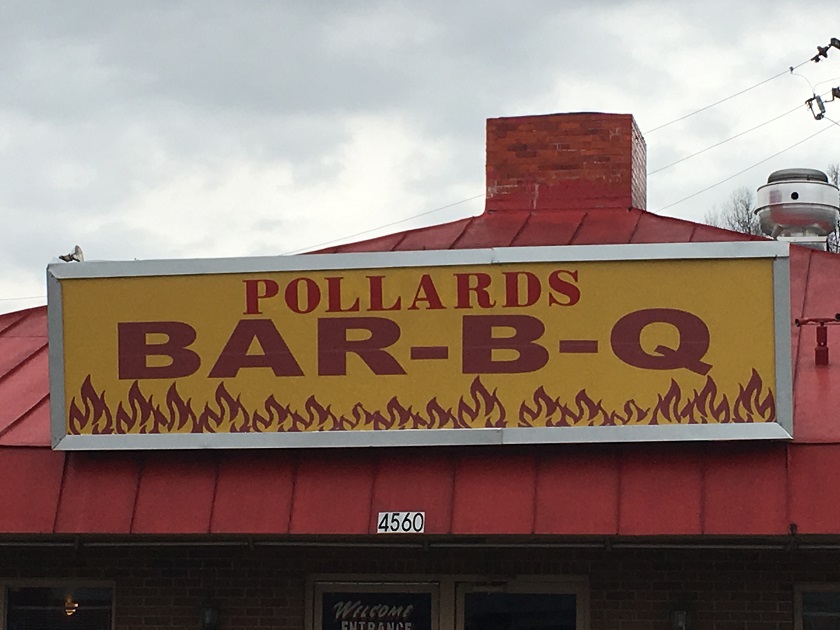 POLLARDS
BAR-B-Q
4560
WELCOME
ENTRANCE